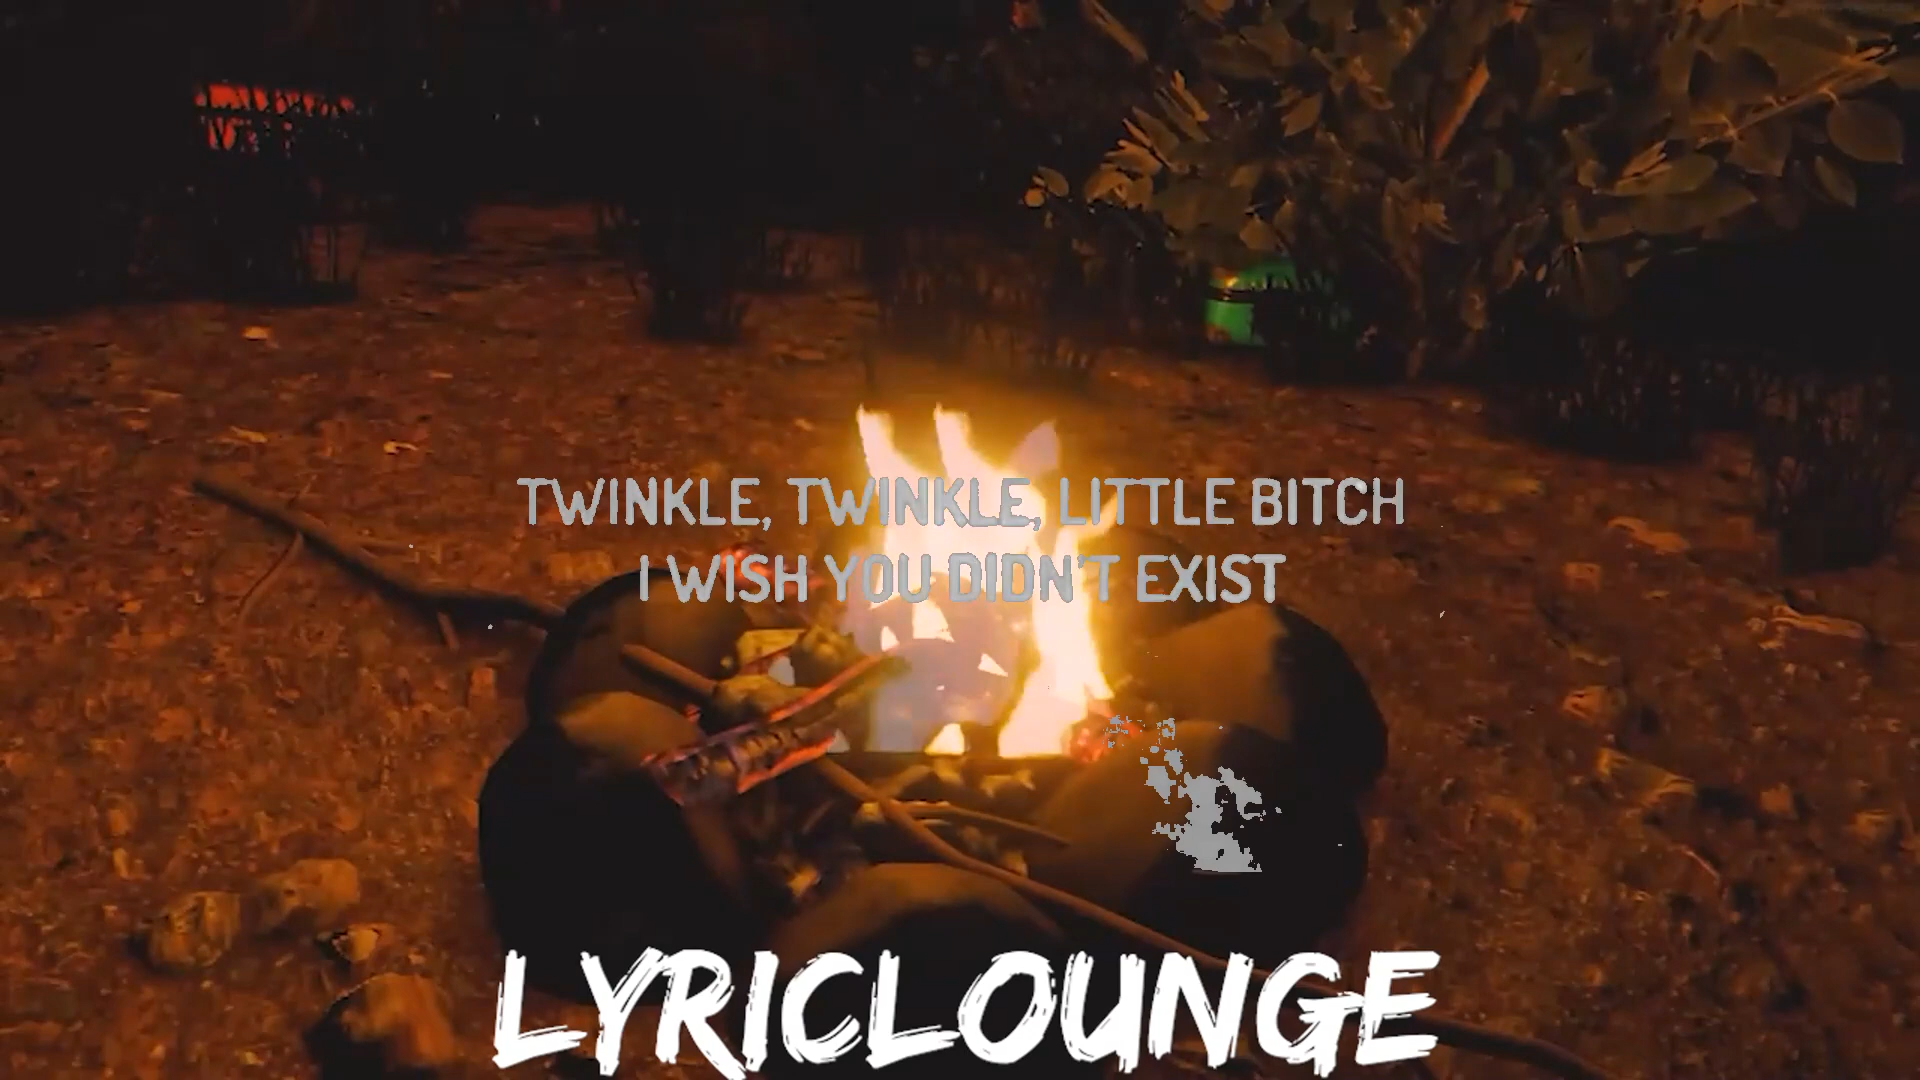 TWINKLE, TWINKLE, LITTLE BITCH
I WISH YOU DIDN'T EXIST
LYRICLOUNGE